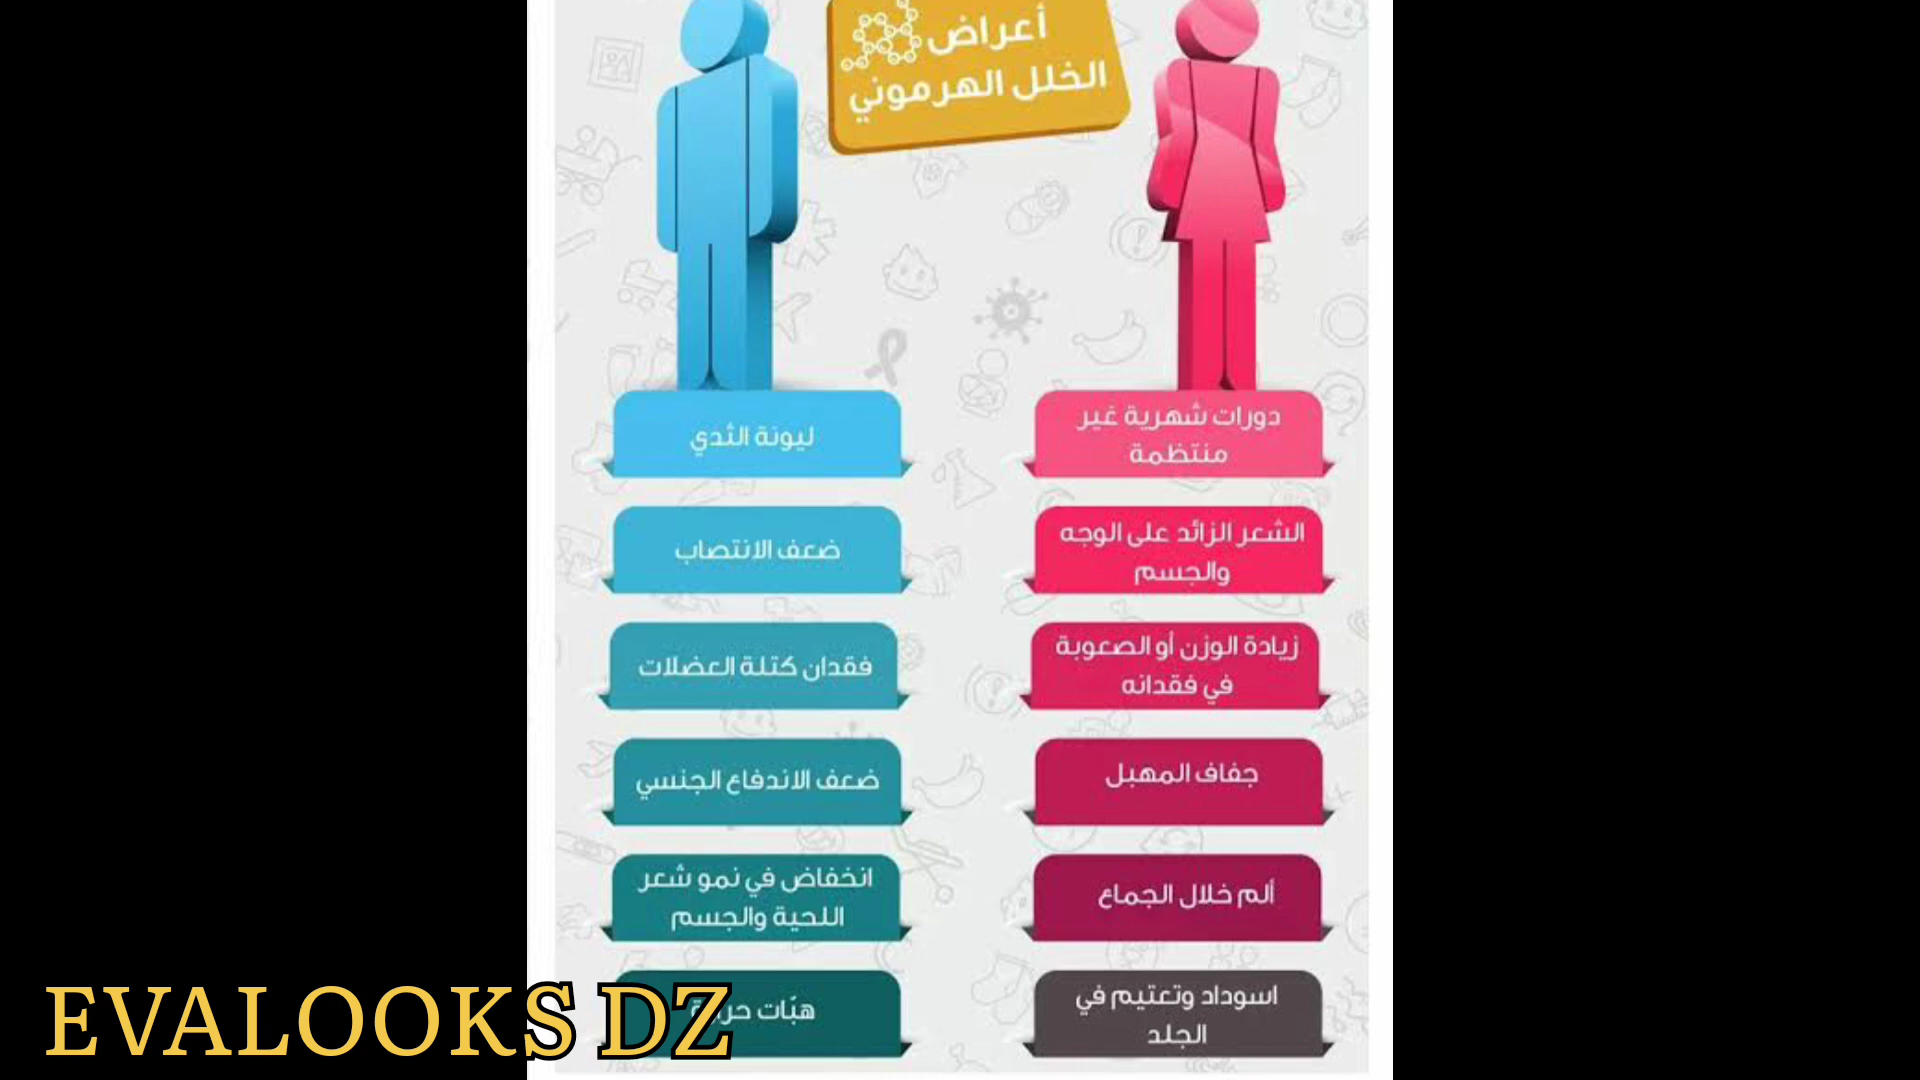 أعراض
الخلل الهرموني
دورات شهرية غير
منتظمة
الشعر الزائد على الوجه
والجسم
زيادة الوزن أو الصعوبة
في فقدانه
جفاف المهبل
ألم خلال الجماع
اسوداد وتعتيم في
الجلد
ليونة الثدي
ضعف الانتصاب
فقدان كتلة العضلات
ضعف الاندفاع الجنسي
انخفاض في نمو شعر
اللحية والجسم
هبّات
EVALOOKS DZ